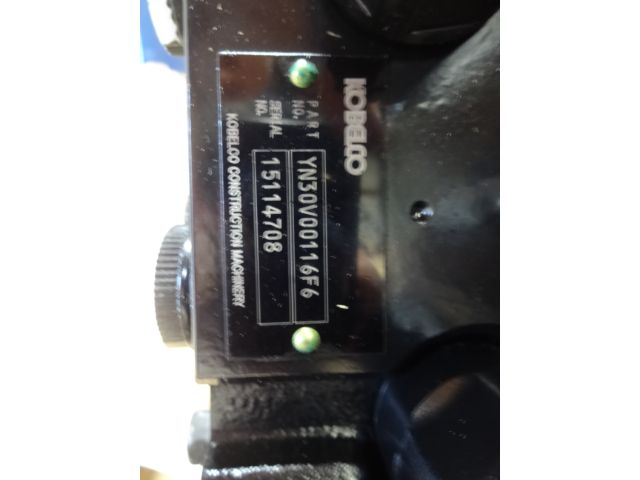 KOBELCO
PART NO. YN30V00116F6
SERIAL NO. 15114708
KOBELCO CONSTRUCTION MACHINERY